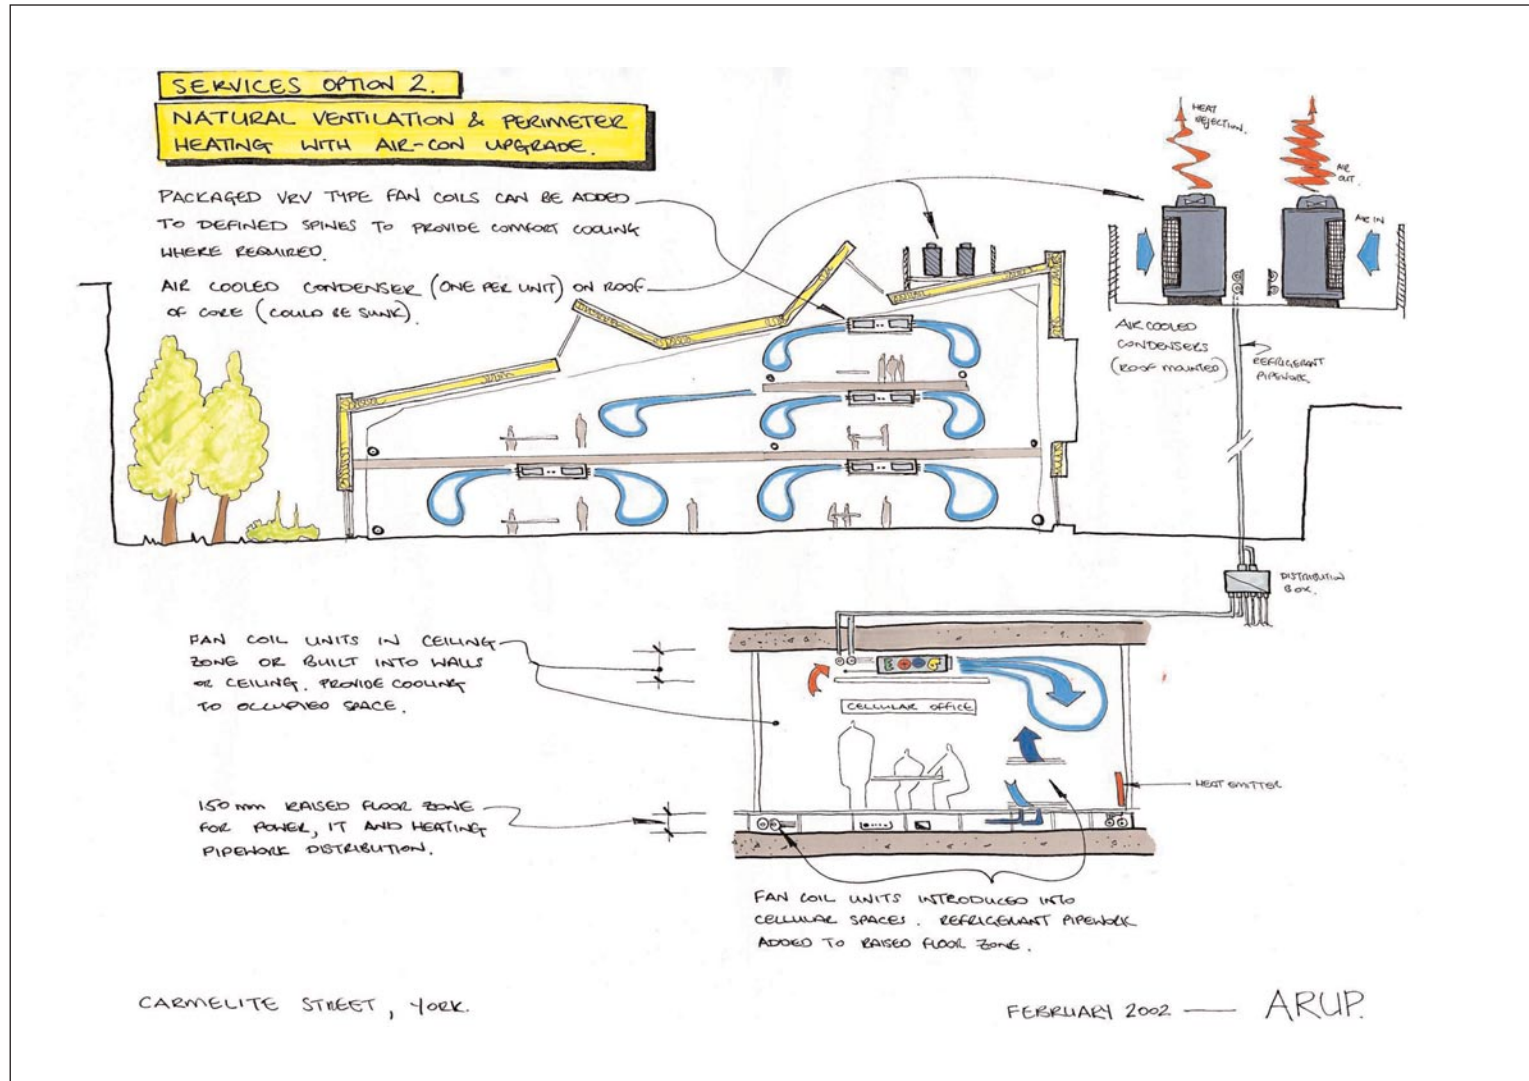 SERVICES OPTION 2.
NATURAL VENTILATION & PERIMETER
HEATING WITH AIR-CON UPGRADE.
PACKAGED VRV TYPE FAN COILS CAN BE ADDED
TO DEFINED SPINES TO PROVIDE COMFORT COOLING
WHERE REQUIRED.
AIR COOLED CONDENSER (ONE PER UNIT) ON ROOF
OF CORE (COULD BE SUNK).
HEAT
REJECTION.
AIR
OUT.
AIR IN
AIR COOLED
CONDENSERS
(ROOF MOUNTED)
REFRIGERANT
PIPEWORK.
DISTRIBUTION
BOX.
FAN COIL UNITS IN CEILING
ZONE OR BUILT INTO WALLS
OR CEILING. PROVIDE COOLING
TO OCCUPIED SPACE.
CELLULAR OFFICE
HEAT EMITTER
150mm RAISED FLOOR ZONE
FOR POWER, IT AND HEATING
PIPEWORK DISTRIBUTION.
FAN COIL UNITS INTRODUCED INTO
CELLULAR SPACES. REFRIGERANT PIPEWORK
ADDED TO RAISED FLOOR ZONE.
CARMELITE STREET, YORK.
FEBRUARY 2002 — ARUP.